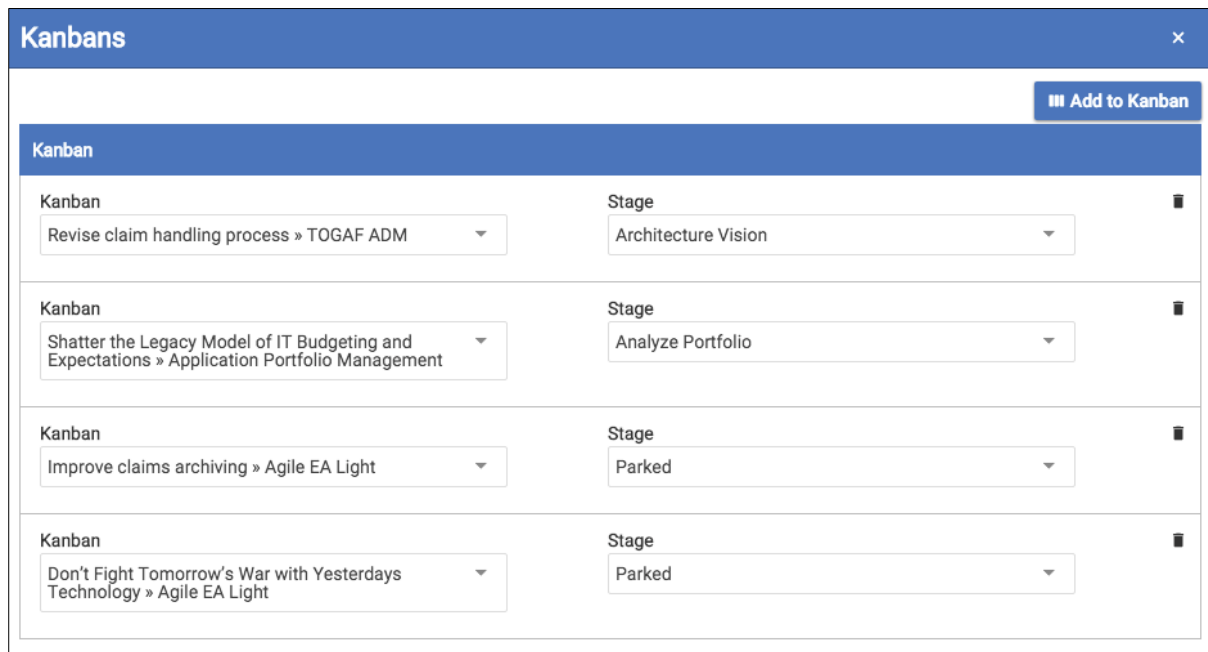 Kanbans
Add to Kanban
Kanban
Kanban Stage
Revise claim handling process » TOGAF ADM Architecture Vision
Kanban Stage
Shatter the Legacy Model of IT Budgeting and
Expectations » Application Portfolio Management Analyze Portfolio
Kanban Stage
Improve claims archiving » Agile EA Light Parked
Kanban Stage
Don’t Fight Tomorrow’s War with Yesterdays
Technology » Agile EA Light Parked